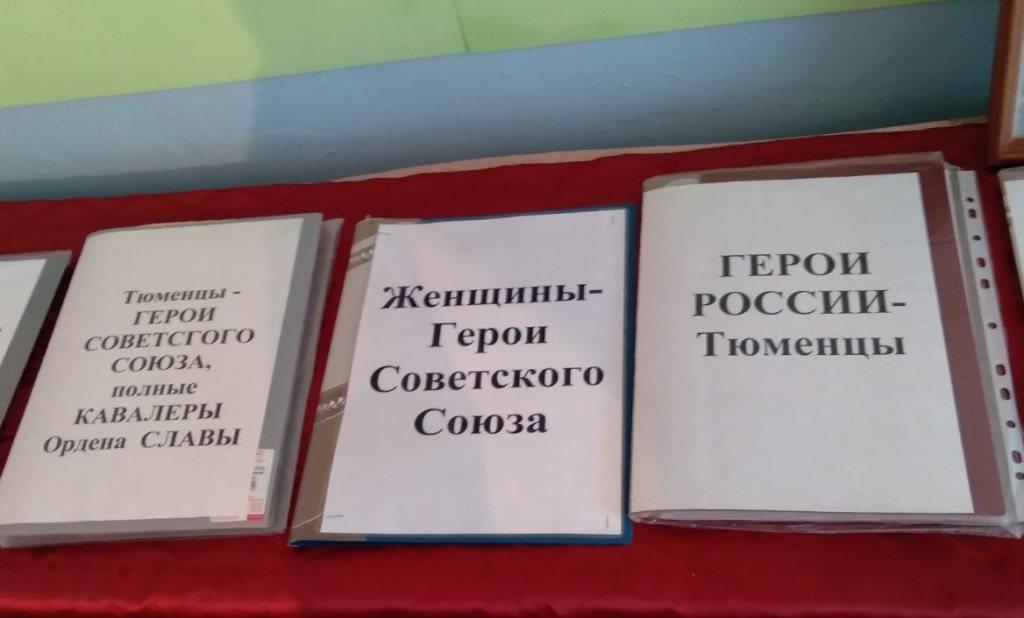 Тюменцы -
ГЕРОИ
СОВЕТСГОГО
СОЮЗА,
полные
КАВАЛЕРЫ
Ордена СЛАВЫ
Женщины-
Герои
Советского
Союза
ГЕРОИ
РОССИИ-
Тюменцы